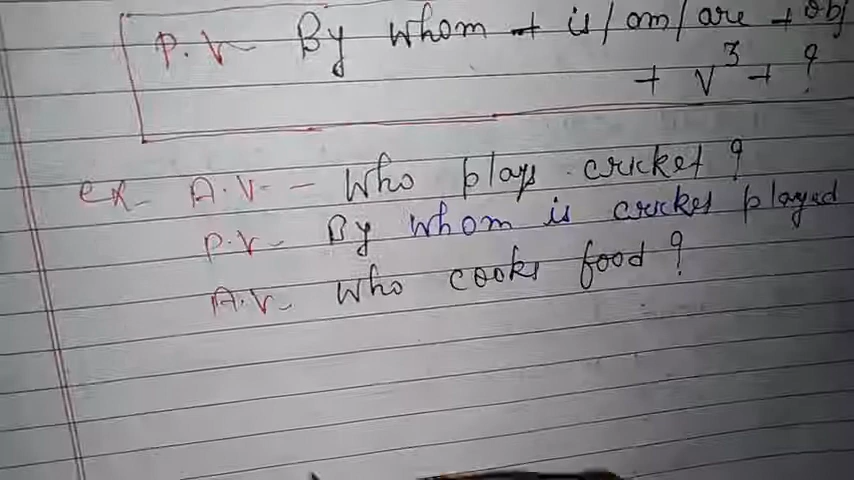 P.V- By whom + is/am/are + obj
+ V3 + ?
ex- A.V- - Who plays cricket ?
P.V- By whom is cricket played
A.V- Who cooks food ?